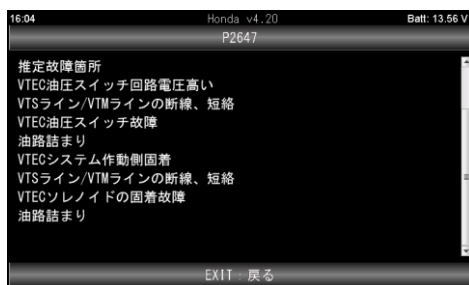 16:04 Honda v4.20 Batt: 13.56 V
P2647
推定故障箇所
VTEC油圧スイッチ回路電圧高い
VTSライン/VTMラインの断線、短絡
VTEC油圧スイッチ故障
油路詰まり
VTECシステム作動側固着
VTSライン/VTMラインの断線、短絡
VTECソレノイドの固着故障
油路詰まり
EXIT：戻る